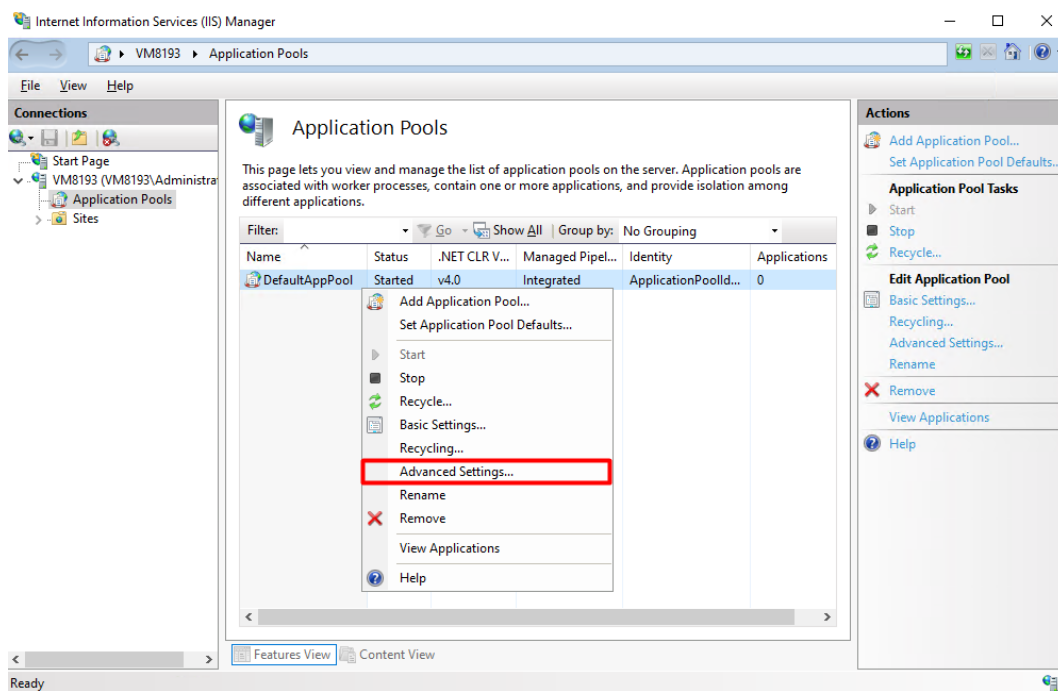 Internet Information Services (IIS) Manager
VM8193
Application Pools
File
View
Help
Connections
Start Page
VM8193 (VM8193\Administra
Application Pools
Sites
Application Pools
This page lets you view and manage the list of application pools on the server. Application pools are
associated with worker processes, contain one or more applications, and provide isolation among
different applications.
Filter:
Go
Show All
Group by:
No Grouping
Name
Status
.NET CLR V...
Managed Pipel...
Identity
Applications
DefaultAppPool
Started
v4.0
Integrated
ApplicationPoolId...
0
Add Application Pool...
Set Application Pool Defaults...
Start
Stop
Recycle...
Basic Settings...
Recycling...
Advanced Settings...
Rename
Remove
View Applications
Help
Features View
Content View
Actions
Add Application Pool...
Set Application Pool Defaults..
Application Pool Tasks
Start
Stop
Recycle...
Edit Application Pool
Basic Settings...
Recycling...
Advanced Settings...
Rename
Remove
View Applications
Help
Ready